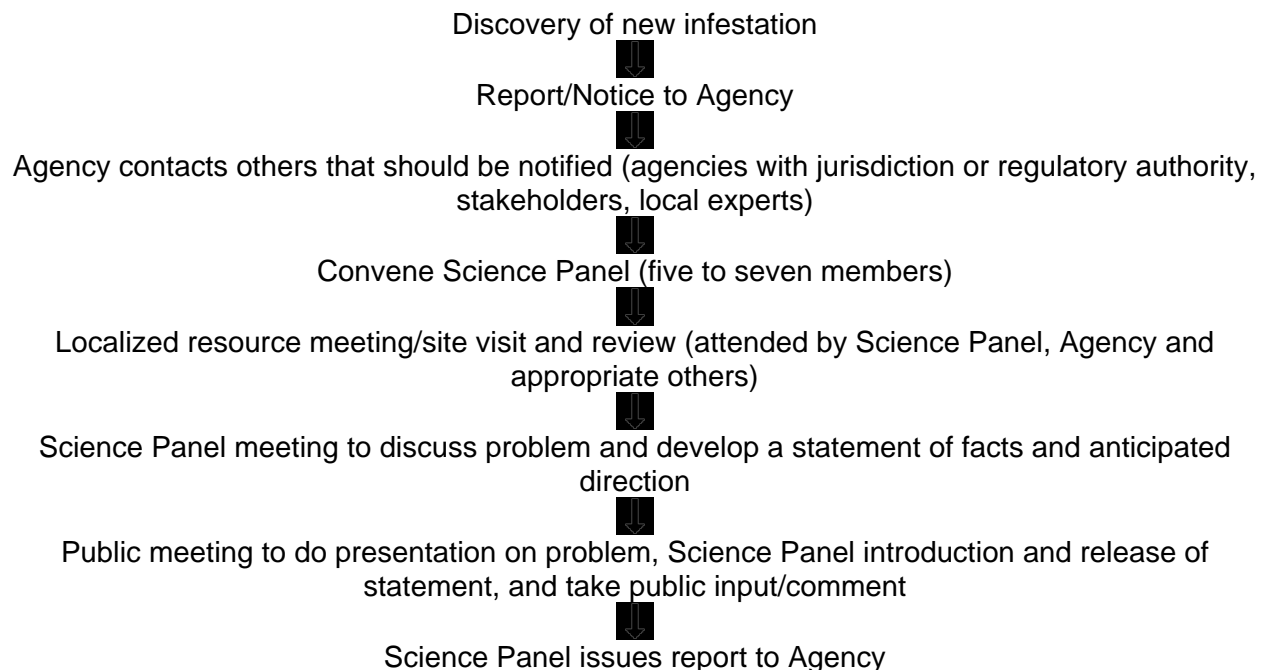 Discovery of new infestation
Report/Notice to Agency
Agency contacts others that should be notified (agencies with jurisdiction or regulatory authority,
stakeholders, local experts)
Convene Science Panel (five to seven members)
Localized resource meeting/site visit and review (attended by Science Panel, Agency and
appropriate others)
Science Panel meeting to discuss problem and develop a statement of facts and anticipated
direction
Public meeting to do presentation on problem, Science Panel introduction and release of
statement, and take public input/comment
Science Panel issues report to Agency